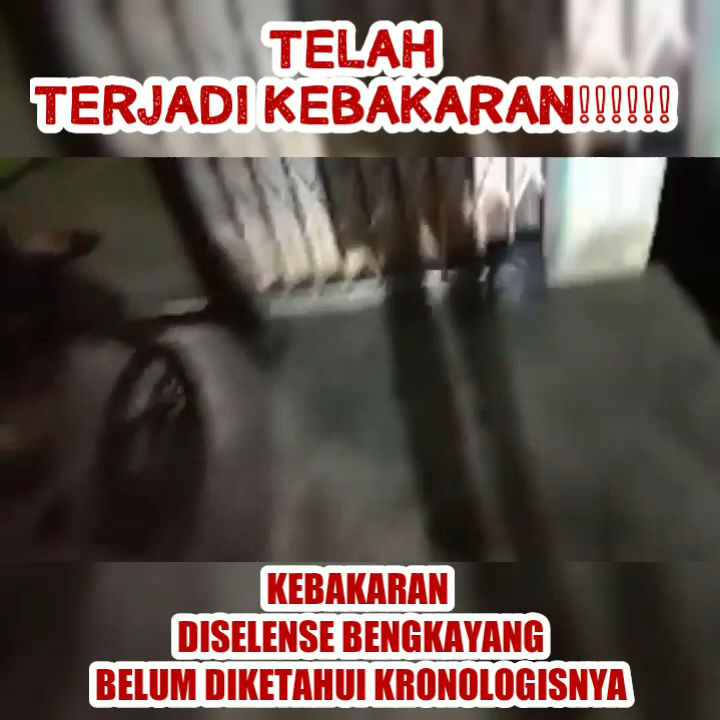 TELAH
TERJADI KEBAKARAN!!!!!!
KEBAKARAN
DISELENSE BENGKAYANG
BELUM DIKETAHUI KRONOLOGISNYA